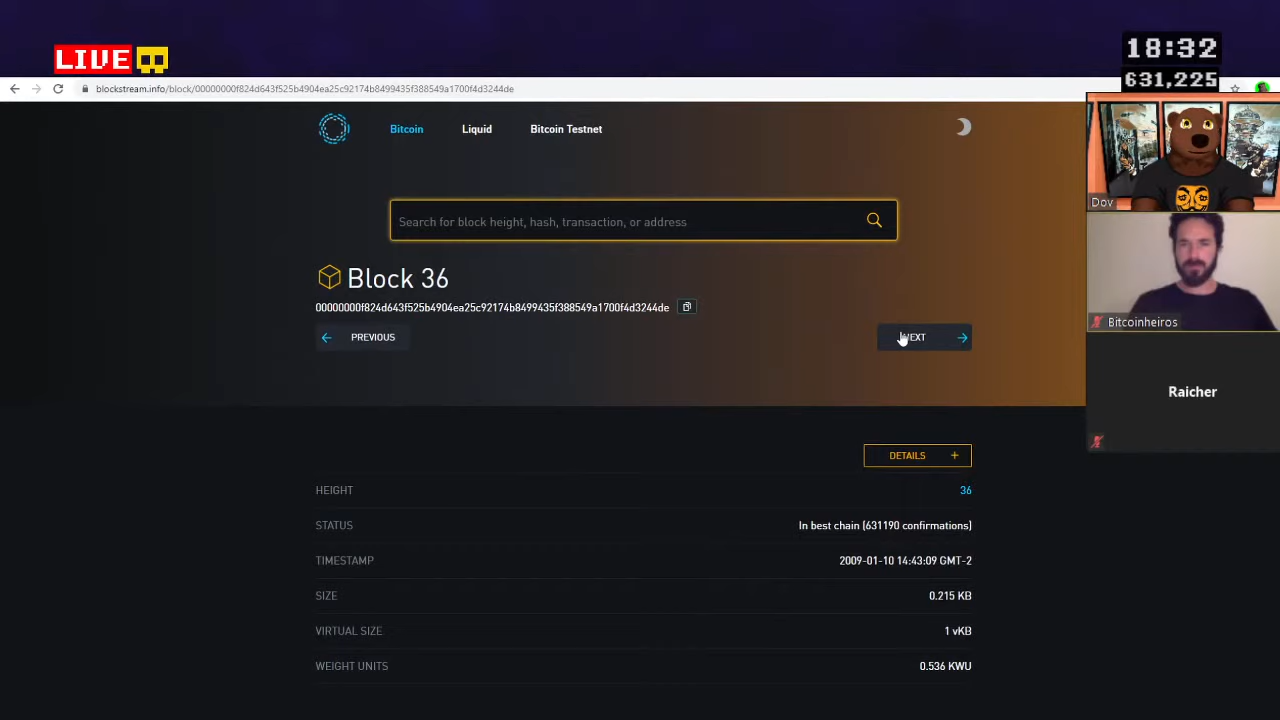 LIVE
18:32
631,225
blockstream.info/block/00000000f824d643f525b4904ea25c92174b8499435f388549a1700f4d3244de
Bitcoin
Liquid
Bitcoin Testnet
Dov
Search for block height, hash, transaction, or address
Block 36
00000000f824d643f525b4904ea25c92174b8499435f388549a1700f4d3244de
PREVIOUS
NEXT
Bitcoinheiros
Raicher
DETAILS +
HEIGHT 36
STATUS In best chain (631190 confirmations)
TIMESTAMP 2009-01-10 14:43:09 GMT-2
SIZE 0.215 KB
VIRTUAL SIZE 1 vKB
WEIGHT UNITS 0.536 KWU